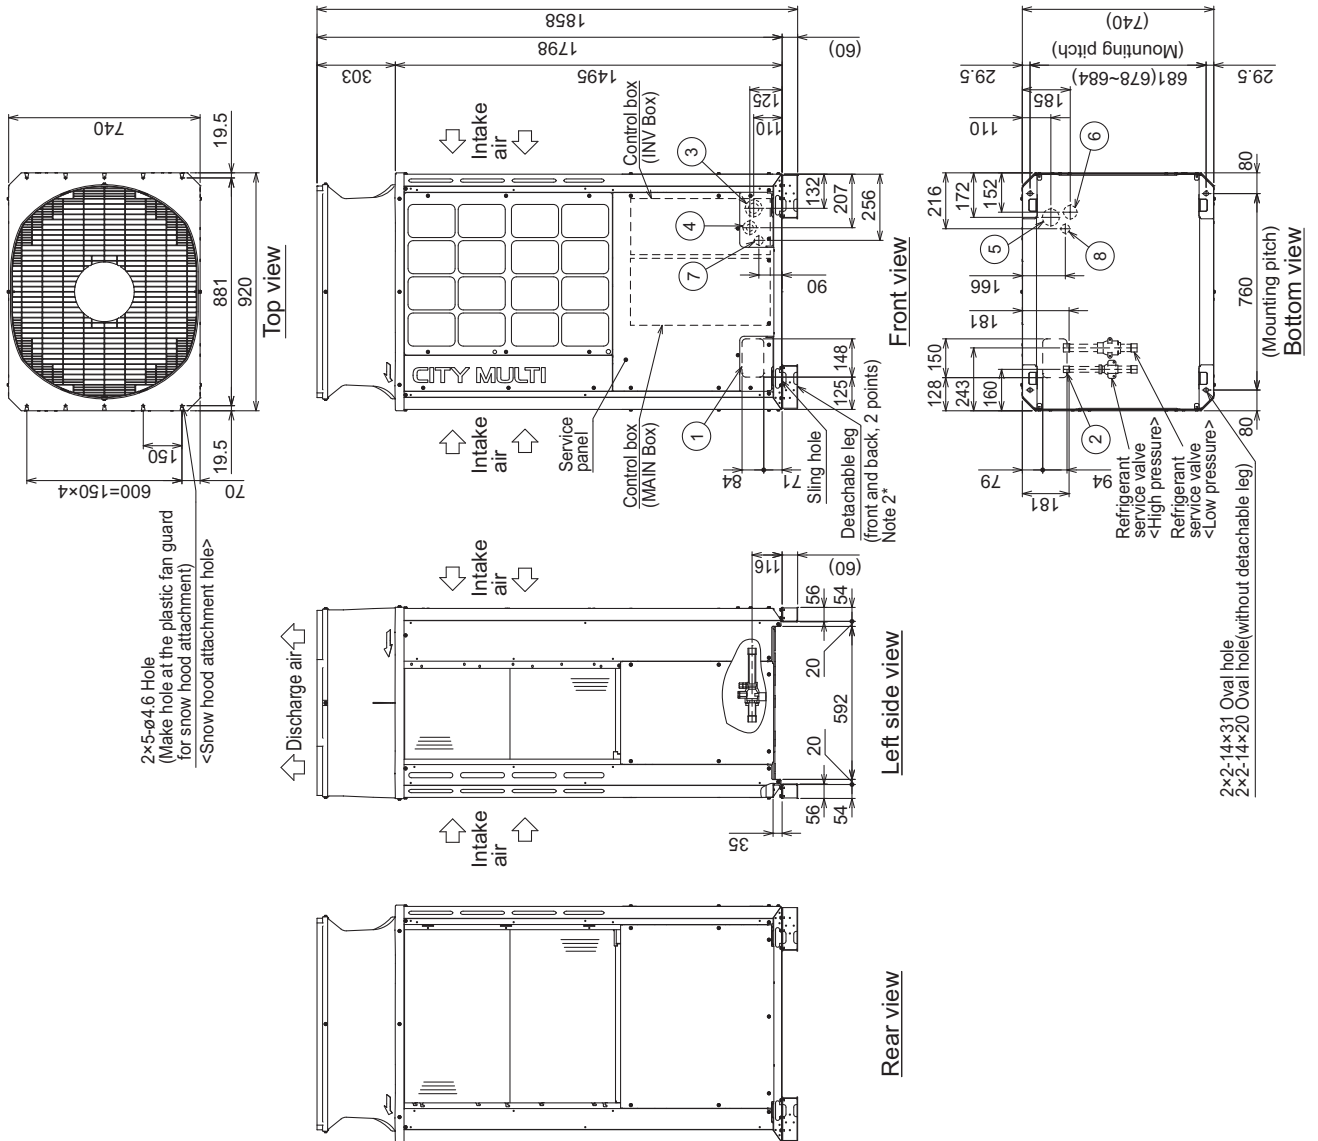 2×5-ø4.6 Hole
(Make hole at the plastic fan guard
for snow hood attachment)
<Snow hood attachment hole>
600=150×4
150
70
19.5
881
920
19.5
740
Top view
Rear view
Discharge air
Intake
air
Intake
air
35
56
54
20
592
20
56
54
116
(60)
Left side view
303
1495
1798
1858
(60)
Intake
air
Intake
air
CITY MULTI
Service
panel
Control box
(MAIN Box)
Control box
(INV Box)
1
3
4
7
84
71
125
148
90
110
125
132
207
256
Sling hole
Detachable leg
(front and back, 2 points)
Note 2*
Front view
(740)
(Mounting pitch)
681(678~684)
29.5
29.5
110
185
216
172
152
80
166
181
150
128
243
160
80
79
94
181
2
5
6
8
760
(Mounting pitch)
Refrigerant
service valve
<High pressure>
Refrigerant
service valve
<Low pressure>
2×2-14×31 Oval hole
2×2-14×20 Oval hole(without detachable leg)
Bottom view